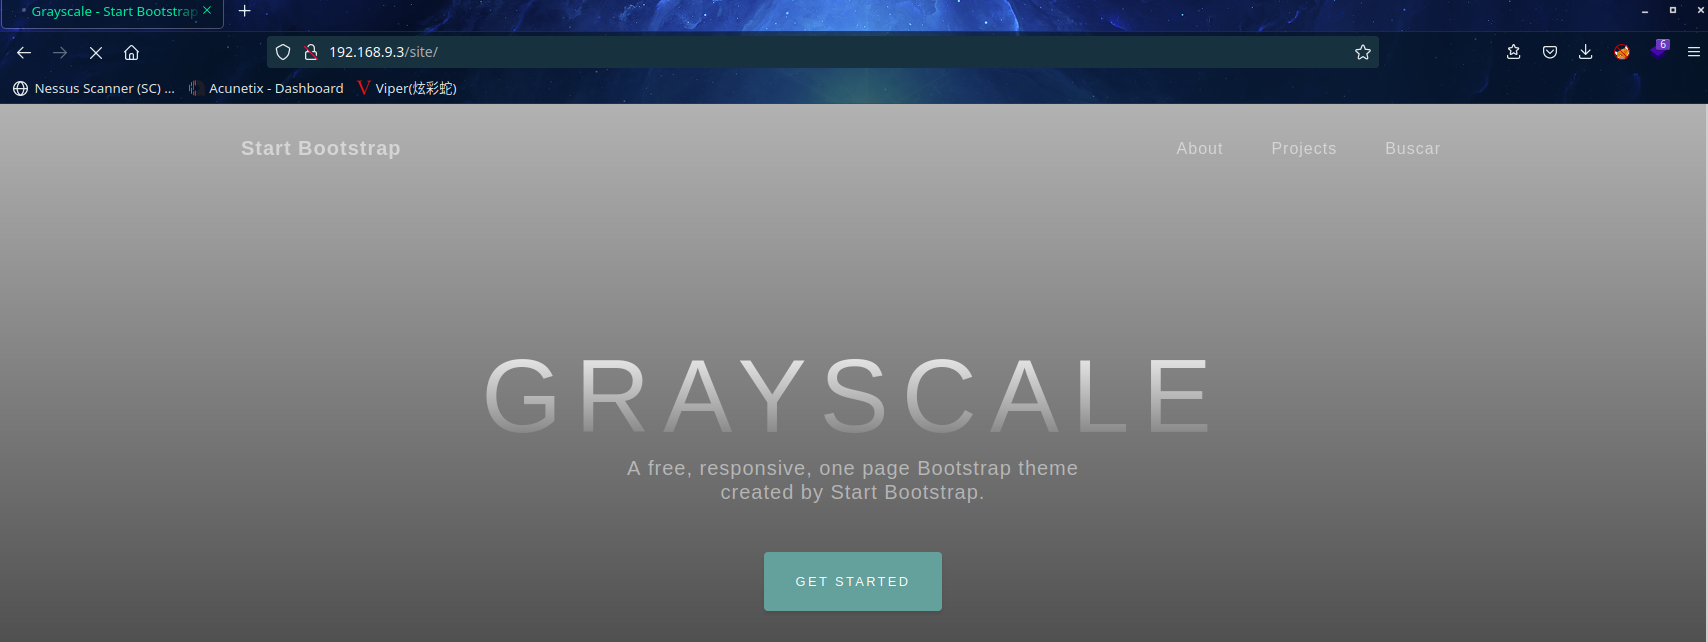 Grayscale - Start Bootstrap
192.168.9.3/site/
6
Nessus Scanner (SC) ... Acunetix - Dashboard Viper(炫彩蛇)
Start Bootstrap About Projects Buscar
GRAYSCALE
A free, responsive, one page Bootstrap theme
created by Start Bootstrap.
GET STARTED